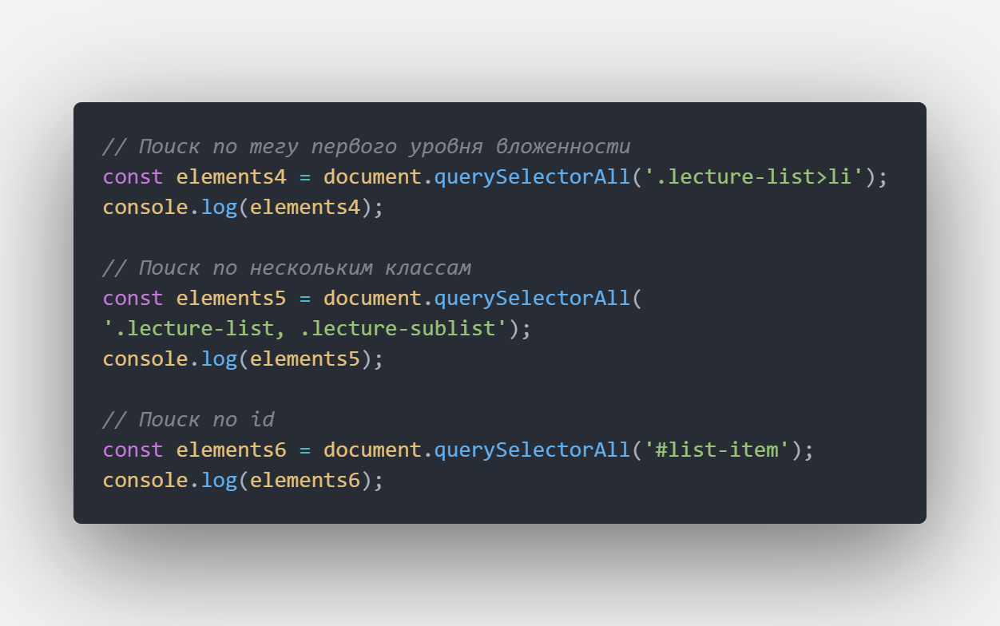 // Поиск по тегу первого уровня вложенности
const elements4 = document.querySelectorAll('.lecture-list>li');
console.log(elements4);
// Поиск по нескольким классам
const elements5 = document.querySelectorAll(
'.lecture-list, .lecture-sublist');
console.log(elements5);
// Поиск по id
const elements6 = document.querySelectorAll('#list-item');
console.log(elements6);